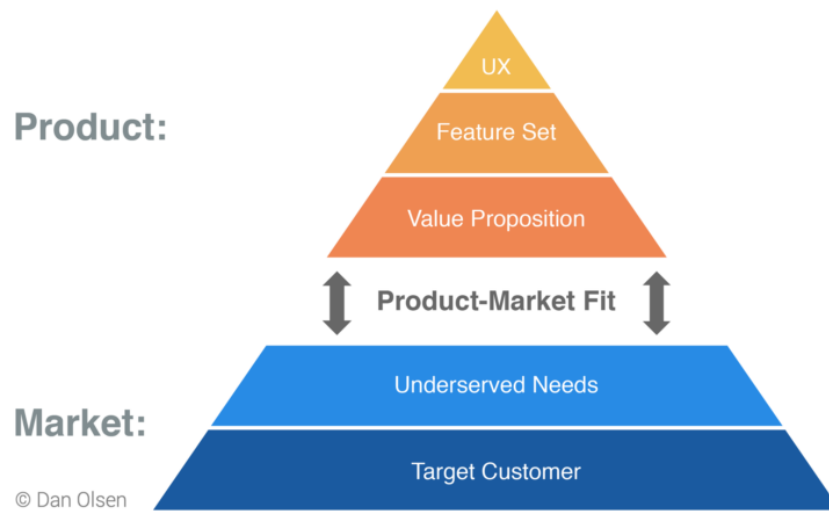 UX
Product:
Feature Set
Value Proposition
Product-Market Fit
Underserved Needs
Market:
Target Customer
© Dan Olsen